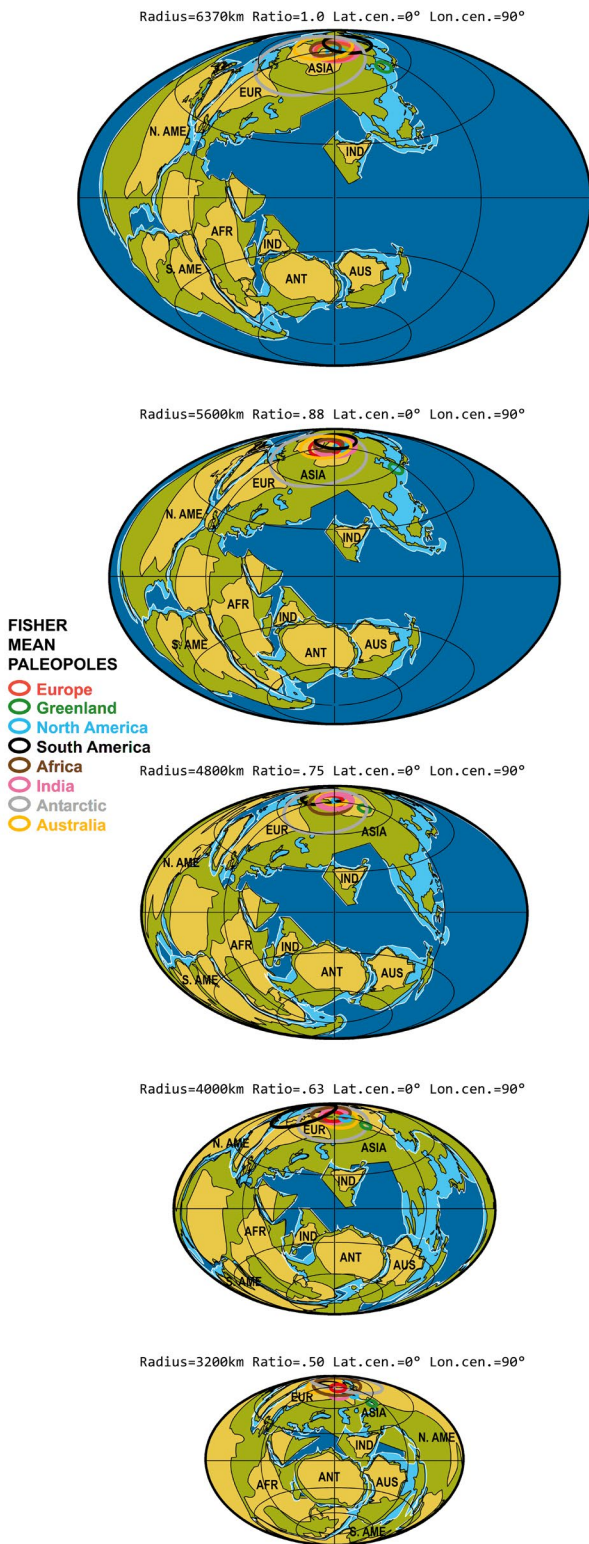 Radius=6370km Ratio=1.0 Lat.cen.=0° Lon.cen.=90°
ASIA
EUR
N. AME
IND
AFR
IND
S. AME
ANT
AUS
Radius=5600km Ratio=.88 Lat.cen.=0° Lon.cen.=90°
ASIA
EUR
N. AME
IND
AFR
IND
S. AME
ANT
AUS
FISHER
MEAN
PALEOPOLES
Europe
Greenland
North America
South America
Africa
India
Antarctic
Australia
Radius=4800km Ratio=.75 Lat.cen.=0° Lon.cen.=90°
EUR
ASIA
N. AME
IND
AFR
IND
ANT
AUS
S. AME
Radius=4000km Ratio=.63 Lat.cen.=0° Lon.cen.=90°
EUR
N. AME
ASIA
IND
AFR
IND
ANT
AUS
S. AME
Radius=3200km Ratio=.50 Lat.cen.=0° Lon.cen.=90°
EUR
ASIA
N. AME
IND
AFR
ANT
AUS
S. AME